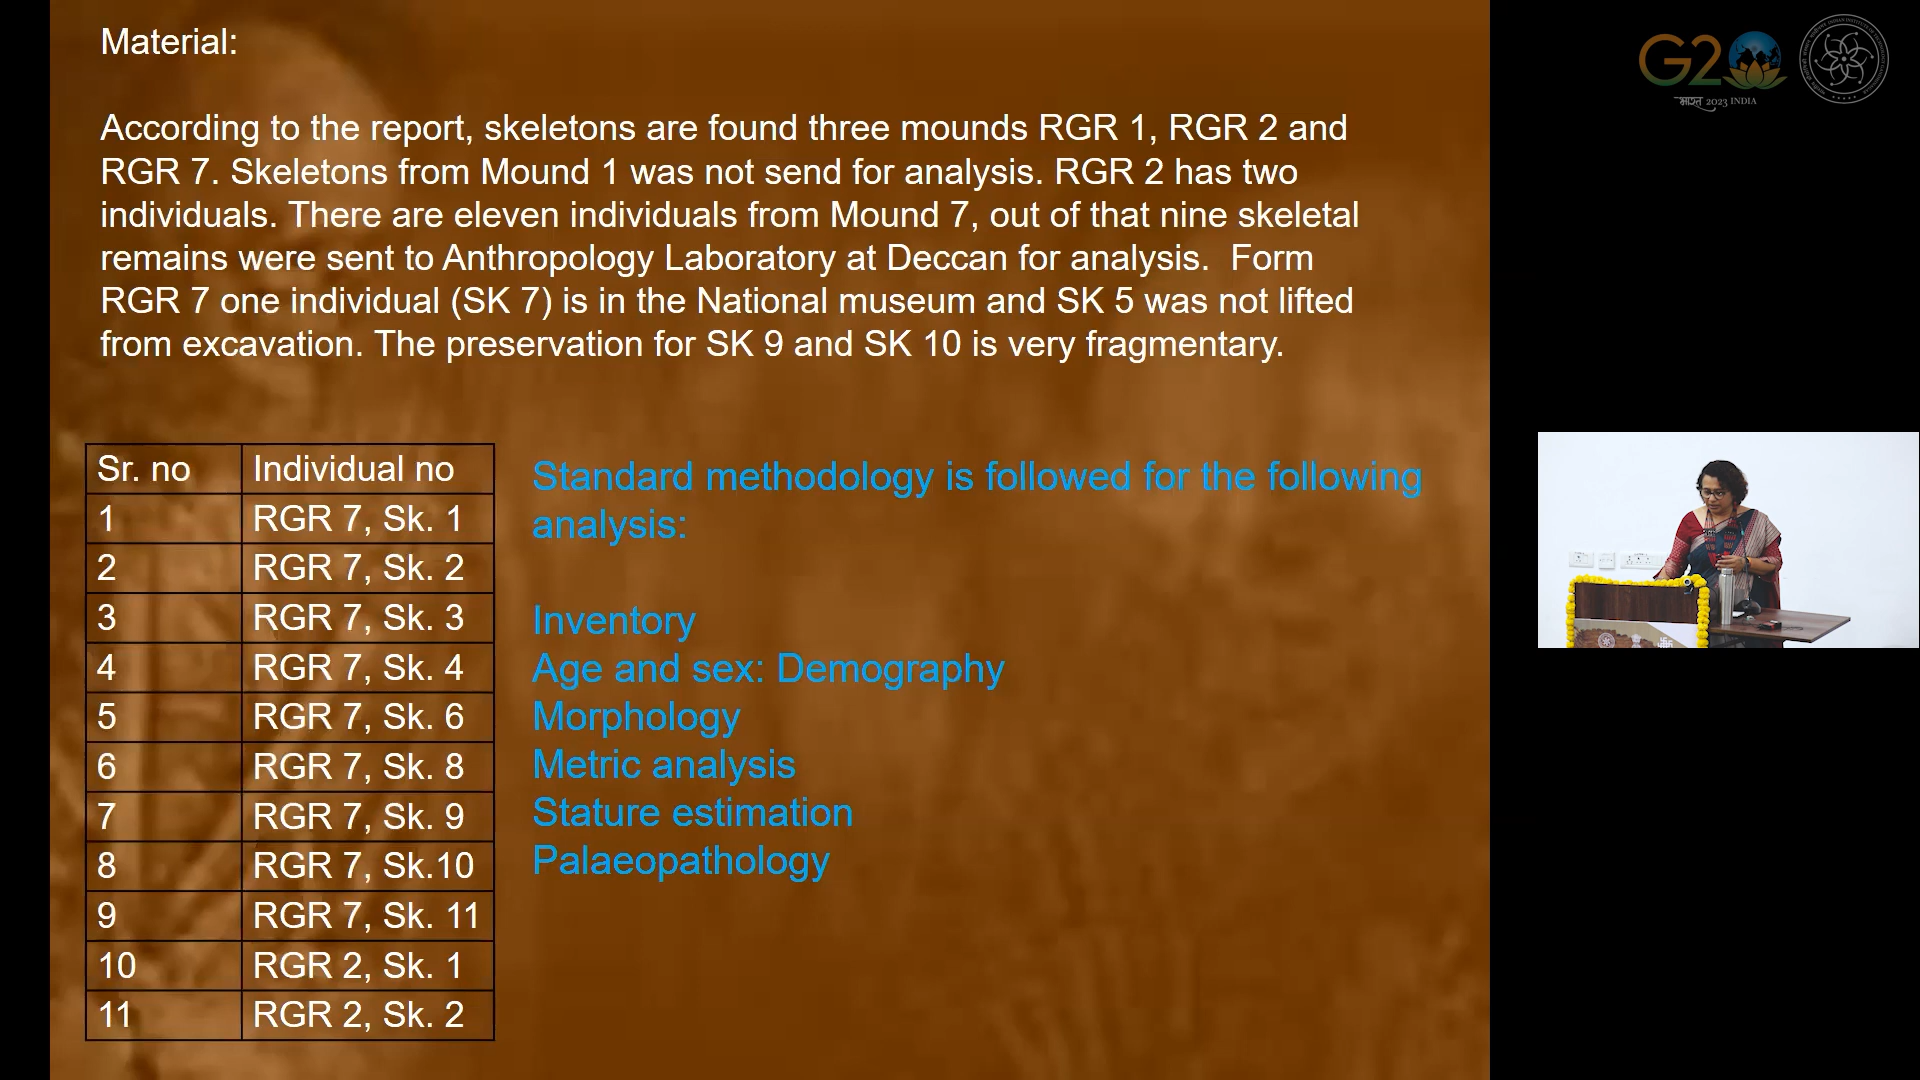 Material:
According to the report, skeletons are found three mounds RGR 1, RGR 2 and
RGR 7. Skeletons from Mound 1 was not send for analysis. RGR 2 has two
individuals. There are eleven individuals from Mound 7, out of that nine skeletal
remains were sent to Anthropology Laboratory at Deccan for analysis.  Form
RGR 7 one individual (SK 7) is in the National museum and SK 5 was not lifted
from excavation. The preservation for SK 9 and SK 10 is very fragmentary.
Sr. no Individual no
1 RGR 7, Sk. 1
2 RGR 7, Sk. 2
3 RGR 7, Sk. 3
4 RGR 7, Sk. 4
5 RGR 7, Sk. 6
6 RGR 7, Sk. 8
7 RGR 7, Sk. 9
8 RGR 7, Sk.10
9 RGR 7, Sk. 11
10 RGR 2, Sk. 1
11 RGR 2, Sk. 2
Standard methodology is followed for the following
analysis:
Inventory
Age and sex: Demography
Morphology
Metric analysis
Stature estimation
Palaeopathology
G20
भारत 2023 INDIA